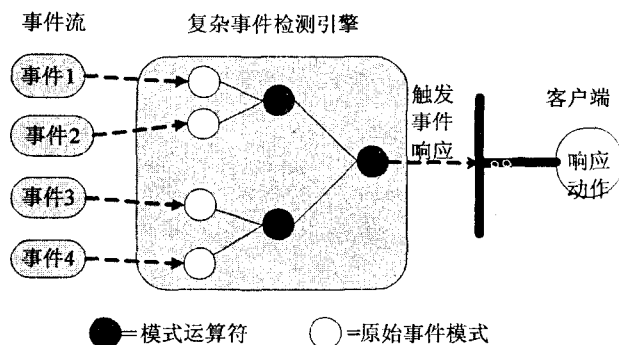 事件流
复杂事件检测引擎
事件1
事件2
事件3
事件4
触发
事件
响应
客户端
响应
动作
=模式运算符
=原始事件模式